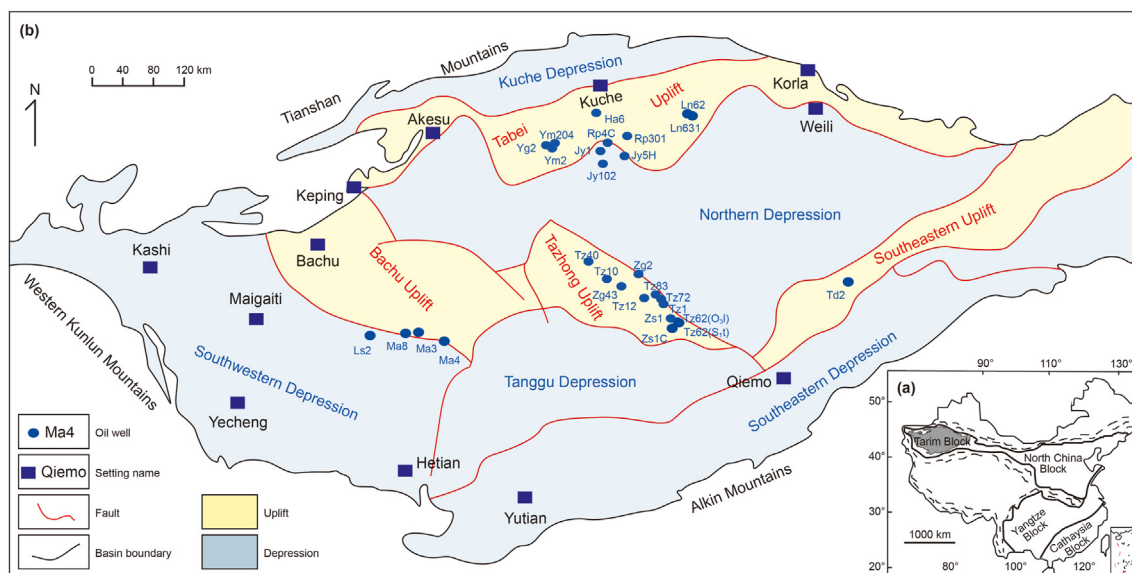 (b)
0 40 80 120 km
N
Tianshan
Mountains
Kuche Depression
Kuche
Korla
Weili
Akesu
Keping
Tabei
Uplift
Ln62
Ln631
Ha6
Rp4C
Rp301
Ym204
Yg2
Ym2
Jy1
Jy5H
Jy102
Northern Depression
Southeastern Uplift
Kashi
Bachu
Bachu Uplift
Maigaiti
Western Kunlun Mountains
Southwestern Depression
Yecheng
Tazhong Uplift
Tz40
Tz10
Zg2
Zg43
Tz83
Tz12
Tz72
Tz1
Zs1
Tz62(O₃l)
Tz62(S₁t)
Zs1C
Td2
Ls2
Ma8
Ma3
Ma4
Tanggu Depression
Qiemo
Southeastern Depression
Hetian
Yutian
Alkin Mountains
Ma4 Oil well
Qiemo Setting name
Fault
Basin boundary
Uplift
Depression
(a)
90° 110° 130°
50°
40°
30°
20°
Tarim Block
North China
Block
Yangtze
Block
Cathaysia
Block
1000 km
80° 100° 120°